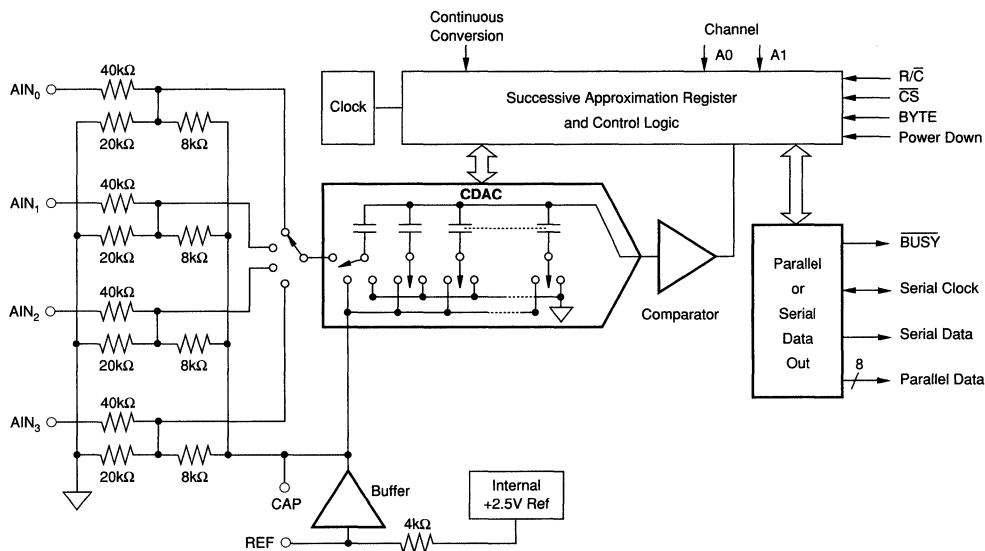 Continuous
Conversion
Channel
A0 A1
AIN0
40kΩ
20kΩ
8kΩ
Clock
Successive Approximation Register
and Control Logic
R/C̅
C̅S̅
BYTE
Power Down
AIN1
40kΩ
20kΩ
8kΩ
CDAC
AIN2
40kΩ
20kΩ
8kΩ
Comparator
Parallel
or
Serial
Data
Out
B̅U̅S̅Y̅
Serial Clock
Serial Data
8
Parallel Data
AIN3
40kΩ
20kΩ
8kΩ
CAP
Buffer
Internal
+2.5V Ref
4kΩ
REF